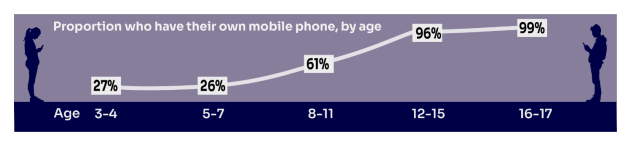 Proportion who have their own mobile phone, by age
27%
26%
61%
96%
99%
Age 3-4 5-7 8-11 12-15 16-17